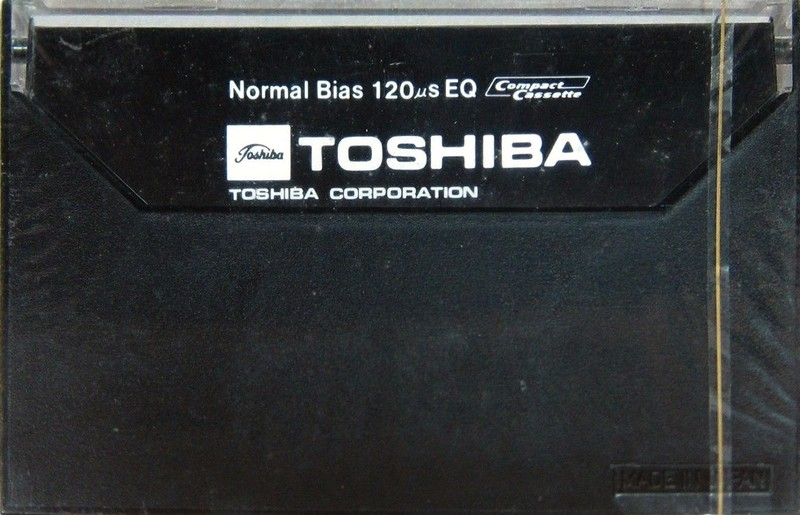 Normal Bias 120μs EQ Compact Cassette
Toshiba TOSHIBA
TOSHIBA CORPORATION
MADE IN JAPAN